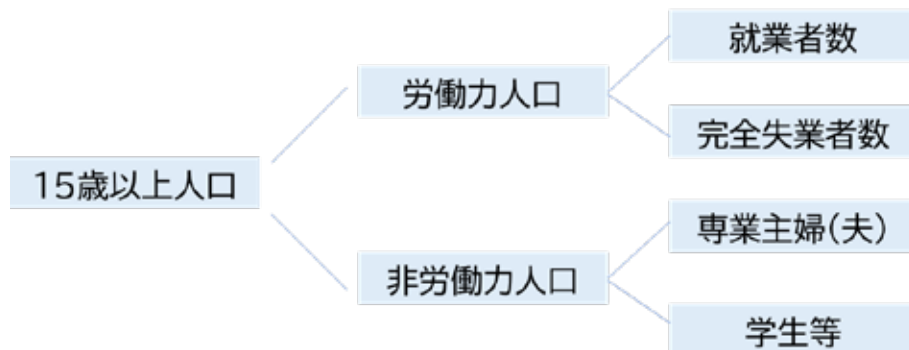 就業者数
労働力人口
完全失業者数
15歳以上人口
専業主婦(夫)
非労働力人口
学生等